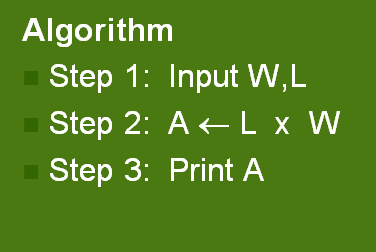 Algorithm
Step 1: Input W,L
Step 2: A ← L x W
Step 3: Print A